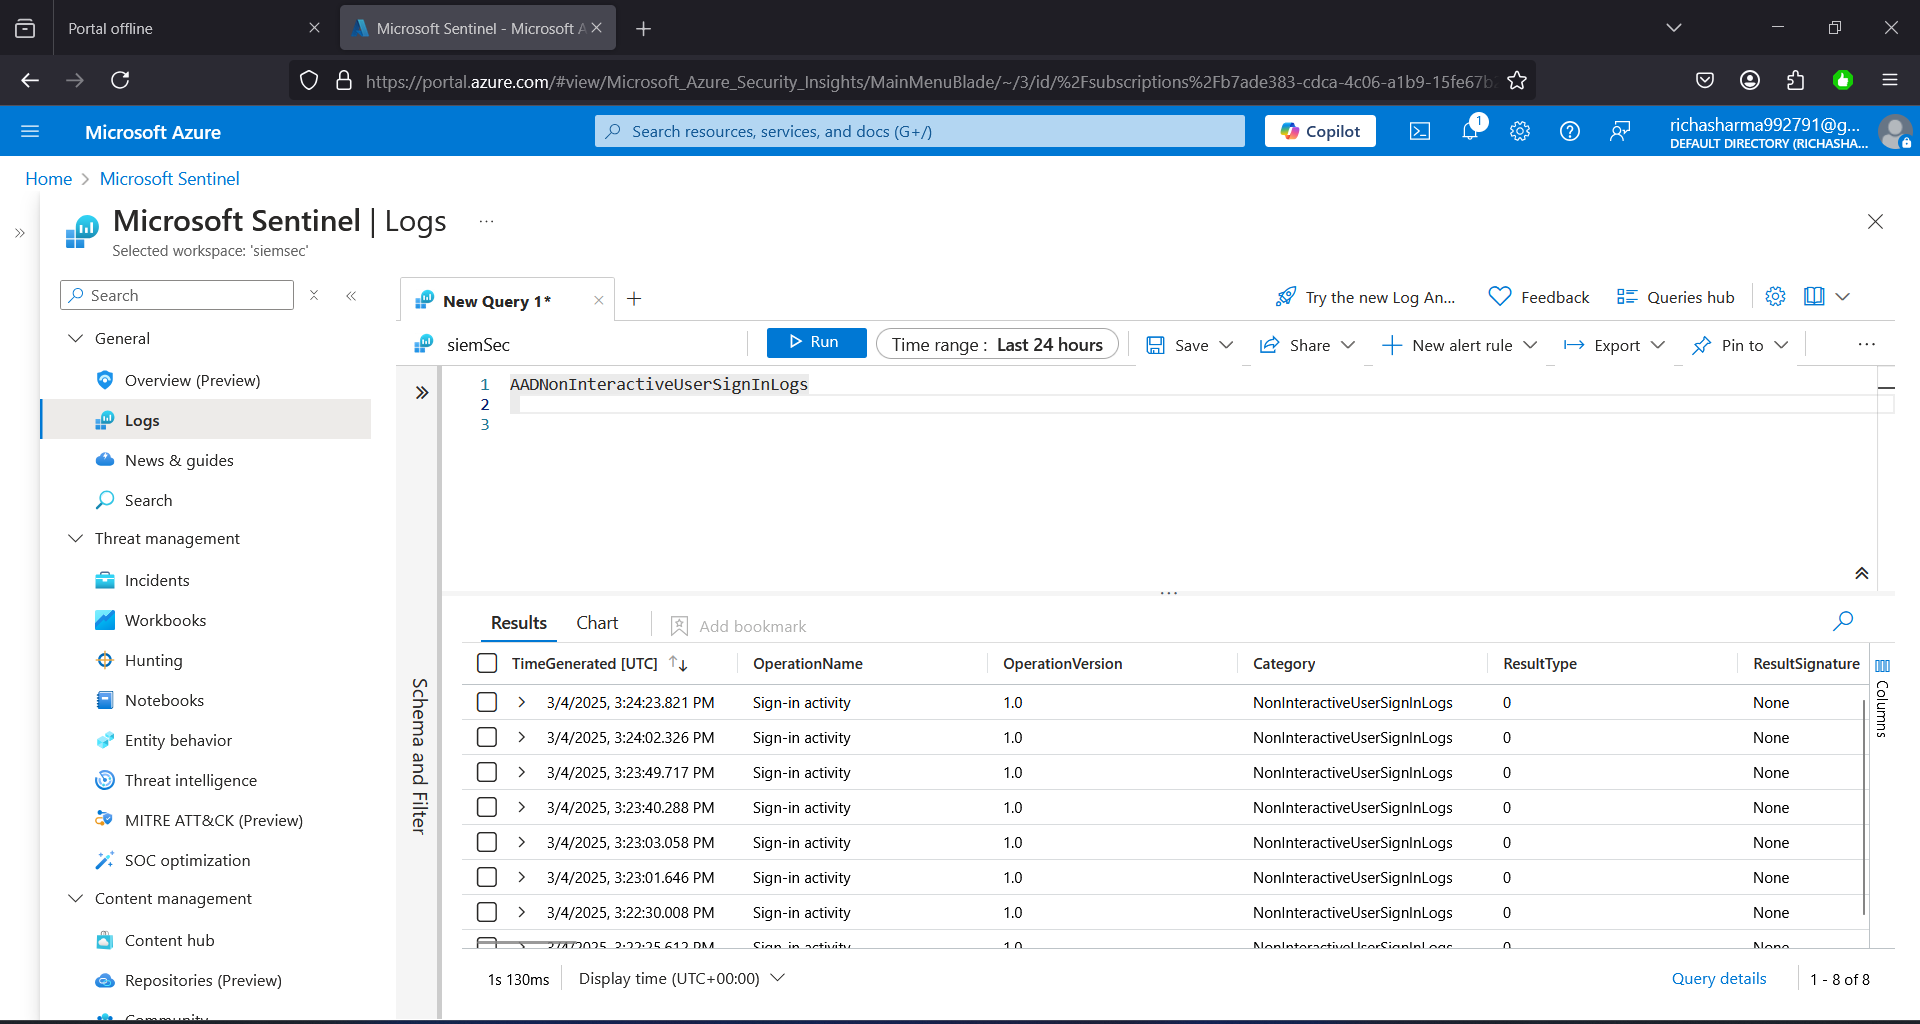 Portal offline
Microsoft Sentinel - Microsoft A
https://portal.azure.com/#view/Microsoft_Azure_Security_Insights/MainMenuBlade/~/3/id/%2Fsubscriptions%2Fb7ade383-cdca-4c06-a1b9-15fe67b
Microsoft Azure
Search resources, services, and docs (G+/)
Copilot
1
richasharma992791@g...
DEFAULT DIRECTORY (RICHASHA...
Home > Microsoft Sentinel
Microsoft Sentinel | Logs ...
Selected workspace: 'siemsec'
Search
General
Overview (Preview)
Logs
News & guides
Search
Threat management
Incidents
Workbooks
Hunting
Notebooks
Entity behavior
Threat intelligence
MITRE ATT&CK (Preview)
SOC optimization
Content management
Content hub
Repositories (Preview)
Community
New Query 1*
Try the new Log An...
Feedback
Queries hub
siemSec
Run
Time range : Last 24 hours
Save
Share
New alert rule
Export
Pin to
...
1 AADNonInteractiveUserSignInLogs
2
3
Schema and Filter
Results
Chart
Add bookmark
TimeGenerated [UTC] OperationName OperationVersion Category ResultType ResultSignature
3/4/2025, 3:24:23.821 PM Sign-in activity 1.0 NonInteractiveUserSignInLogs 0 None
3/4/2025, 3:24:02.326 PM Sign-in activity 1.0 NonInteractiveUserSignInLogs 0 None
3/4/2025, 3:23:49.717 PM Sign-in activity 1.0 NonInteractiveUserSignInLogs 0 None
3/4/2025, 3:23:40.288 PM Sign-in activity 1.0 NonInteractiveUserSignInLogs 0 None
3/4/2025, 3:23:03.058 PM Sign-in activity 1.0 NonInteractiveUserSignInLogs 0 None
3/4/2025, 3:23:01.646 PM Sign-in activity 1.0 NonInteractiveUserSignInLogs 0 None
3/4/2025, 3:22:30.008 PM Sign-in activity 1.0 NonInteractiveUserSignInLogs 0 None
3/4/2025, 3:22:25.612 PM Sign-in activity 1.0 NonInteractiveUserSignInLogs 0 None
Columns
1s 130ms
Display time (UTC+00:00)
Query details
1 - 8 of 8